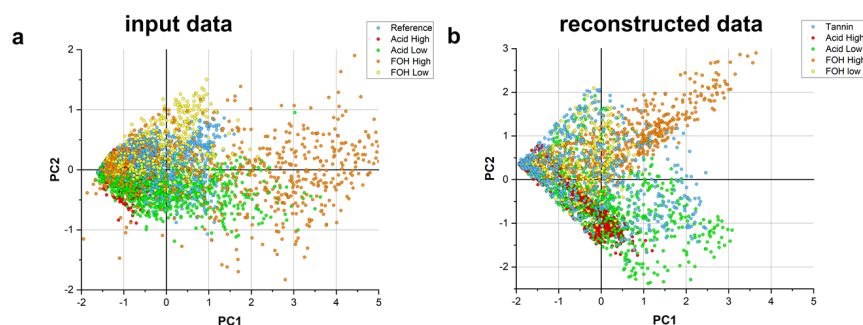 input data
reconstructed data
a
Reference
Acid High
Acid Low
FOH High
FOH Low
2
1
0
-1
-2
-2
-1
0
1
2
3
4
5
PC2
PC1
b
Tannin
Acid High
Acid Low
FOH High
FOH low
3
2
1
0
-1
-2
-2
-1
0
1
2
3
4
5
PC2
PC1